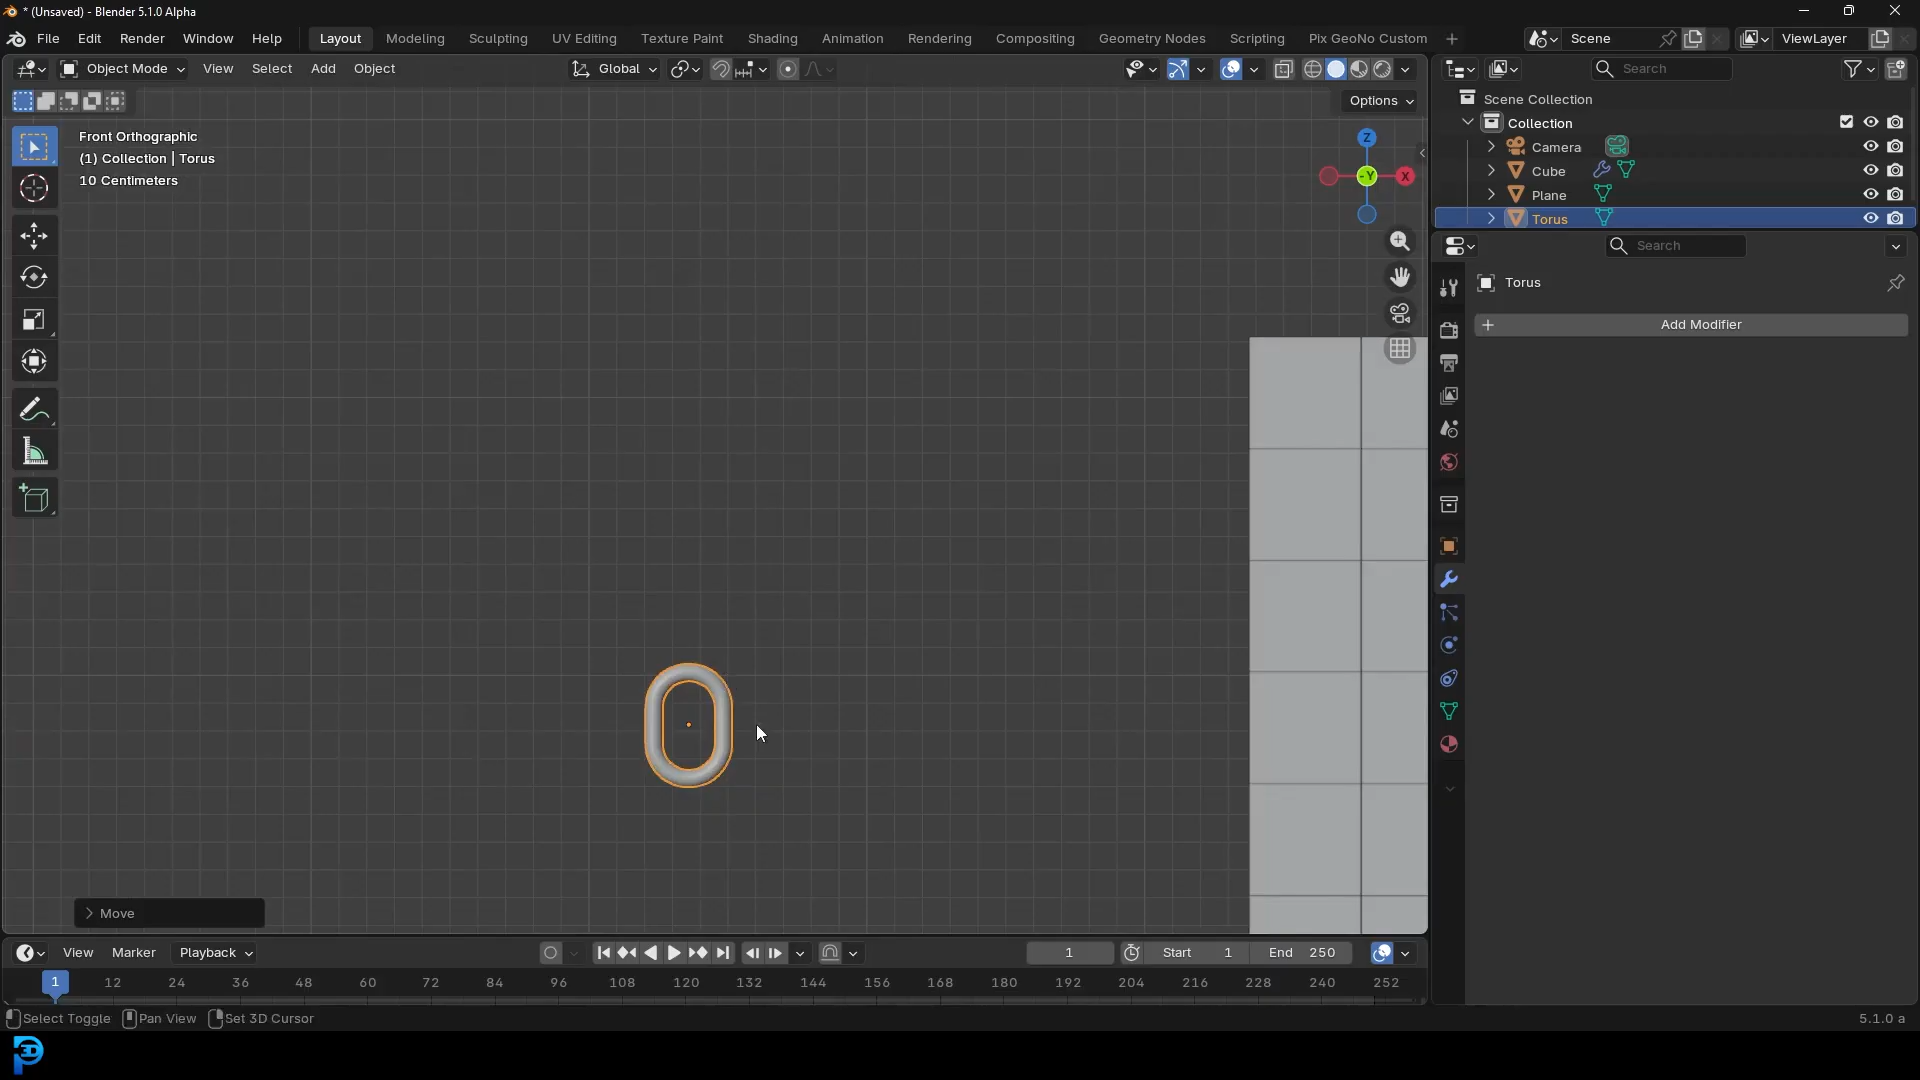 * (Unsaved) - Blender 5.1.0 Alpha
File Edit Render Window Help Layout Modeling Sculpting UV Editing Texture Paint Shading Animation Rendering Compositing Geometry Nodes Scripting Pix GeoNo Custom + Scene ViewLayer
Object Mode View Select Add Object Global Search
Options
Scene Collection
Collection
Camera
Cube
Plane
Torus
Front Orthographic
(1) Collection | Torus
10 Centimeters
Z
-Y X
Search
Torus
+ Add Modifier
Move
View Marker Playback 1 Start 1 End 250
1 12 24 36 48 60 72 84 96 108 120 132 144 156 168 180 192 204 216 228 240 252
Select Toggle Pan View Set 3D Cursor 5.1.0 a
3D